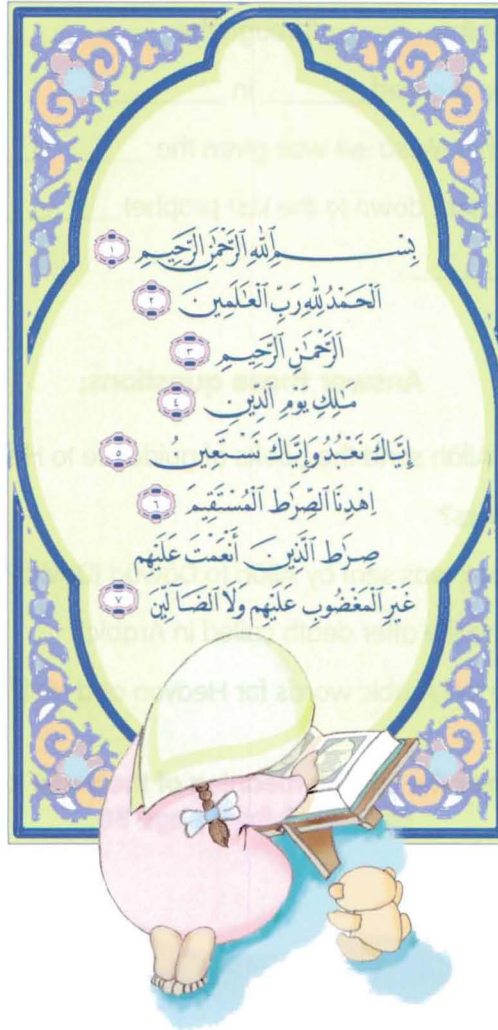 بِسْمِ ٱللَّهِ ٱلرَّحْمَٰنِ ٱلرَّحِيمِ ١
ٱلْحَمْدُ لِلَّهِ رَبِّ ٱلْعَٰلَمِينَ ٢
ٱلرَّحْمَٰنِ ٱلرَّحِيمِ ٣
مَٰلِكِ يَوْمِ ٱلدِّينِ ٤
إِيَّاكَ نَعْبُدُ وَإِيَّاكَ نَسْتَعِينُ ٥
ٱهْدِنَا ٱلصِّرَٰطَ ٱلْمُسْتَقِيمَ ٦
صِرَٰطَ ٱلَّذِينَ أَنْعَمْتَ عَلَيْهِمْ
غَيْرِ ٱلْمَغْضُوبِ عَلَيْهِمْ وَلَا ٱلضَّآلِّينَ ٧